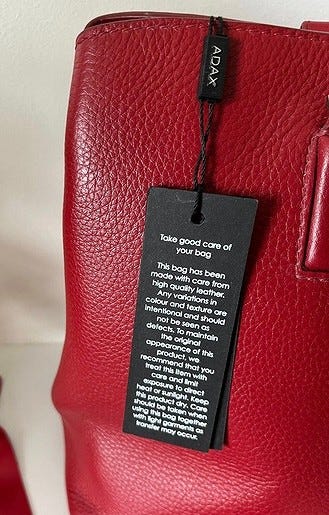 ADAX
Take good care of
your bag
This bag has been
made with care from
high quality leather.
Any variations in
colour and texture are
intentional and should
not be seen as
defects. To maintain
the original
appearance of this
product, we
recommend that you
treat this item with
care and limit
exposure to direct
heat or sunlight. Keep
this product dry. Care
should be taken when
using this bag together
with light garments as
transfer may occur.